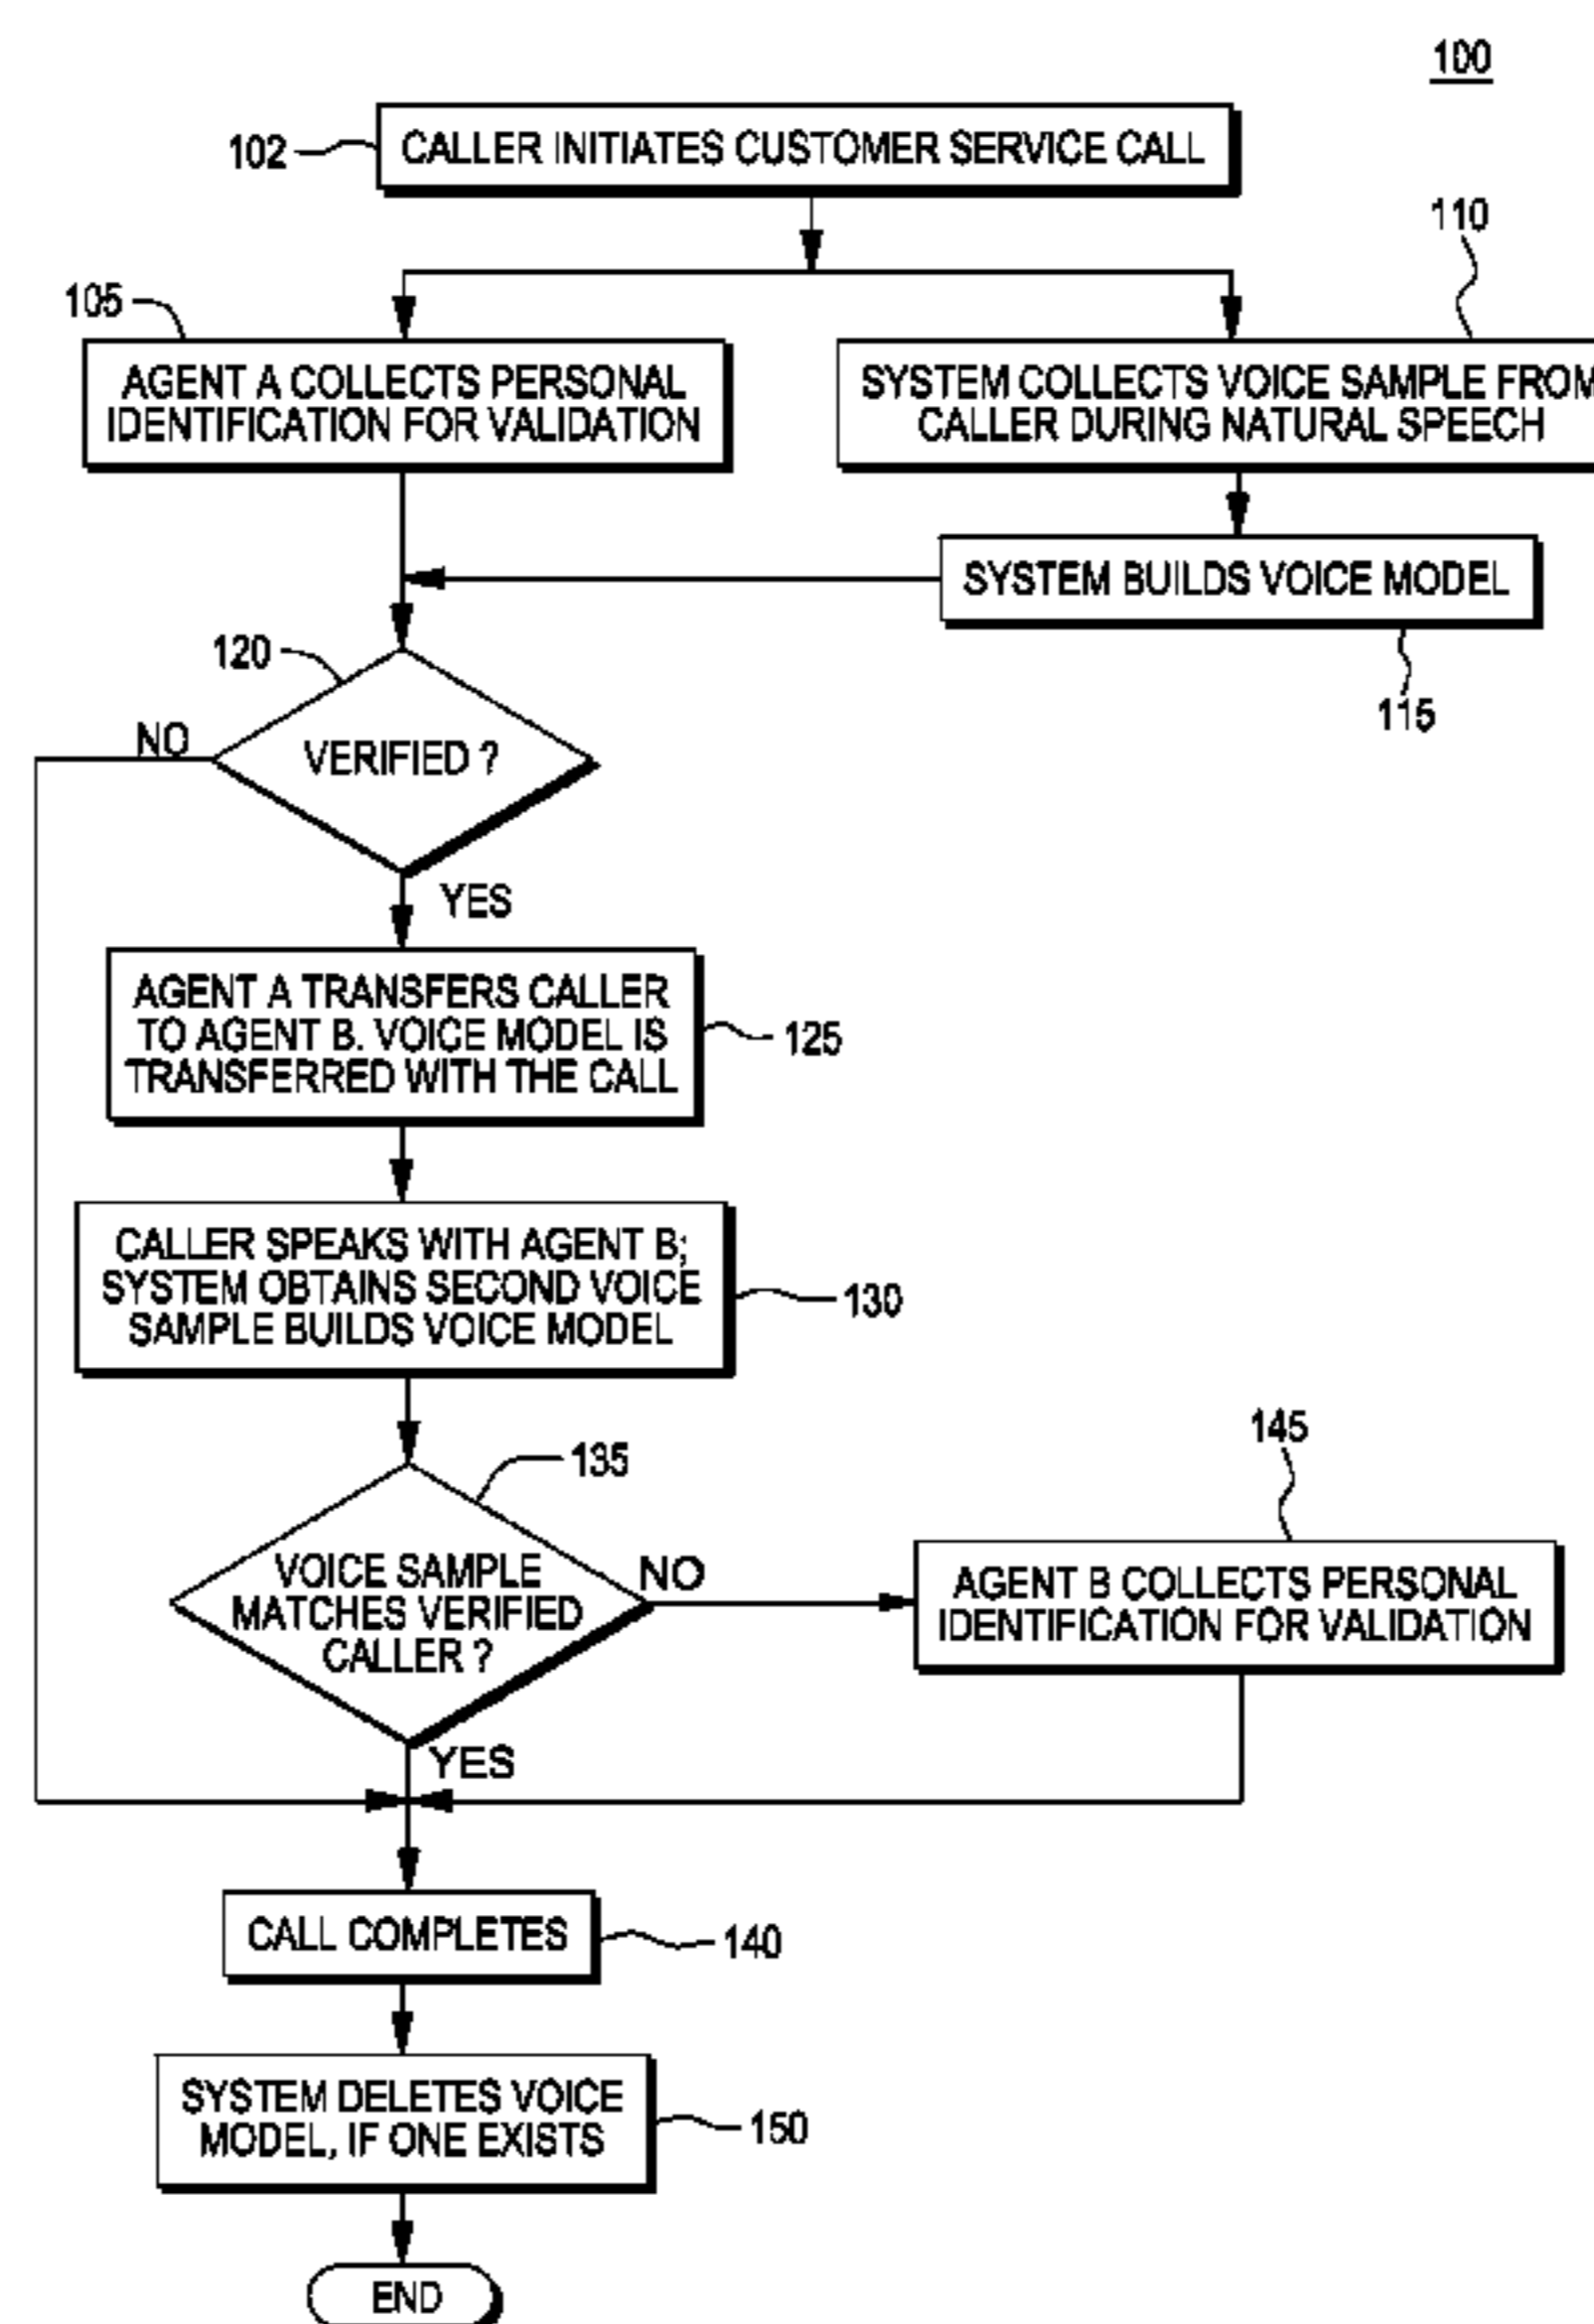 100
102
CALLER INITIATES CUSTOMER SERVICE CALL
110
105
AGENT A COLLECTS PERSONAL
IDENTIFICATION FOR VALIDATION
SYSTEM COLLECTS VOICE SAMPLE FROM
CALLER DURING NATURAL SPEECH
SYSTEM BUILDS VOICE MODEL
115
120
NO
VERIFIED ?
YES
AGENT A TRANSFERS CALLER
TO AGENT B. VOICE MODEL IS
TRANSFERRED WITH THE CALL
125
CALLER SPEAKS WITH AGENT B;
SYSTEM OBTAINS SECOND VOICE
SAMPLE BUILDS VOICE MODEL
130
135
VOICE SAMPLE
MATCHES VERIFIED
CALLER ?
NO
145
AGENT B COLLECTS PERSONAL
IDENTIFICATION FOR VALIDATION
YES
CALL COMPLETES
140
SYSTEM DELETES VOICE
MODEL, IF ONE EXISTS
150
END